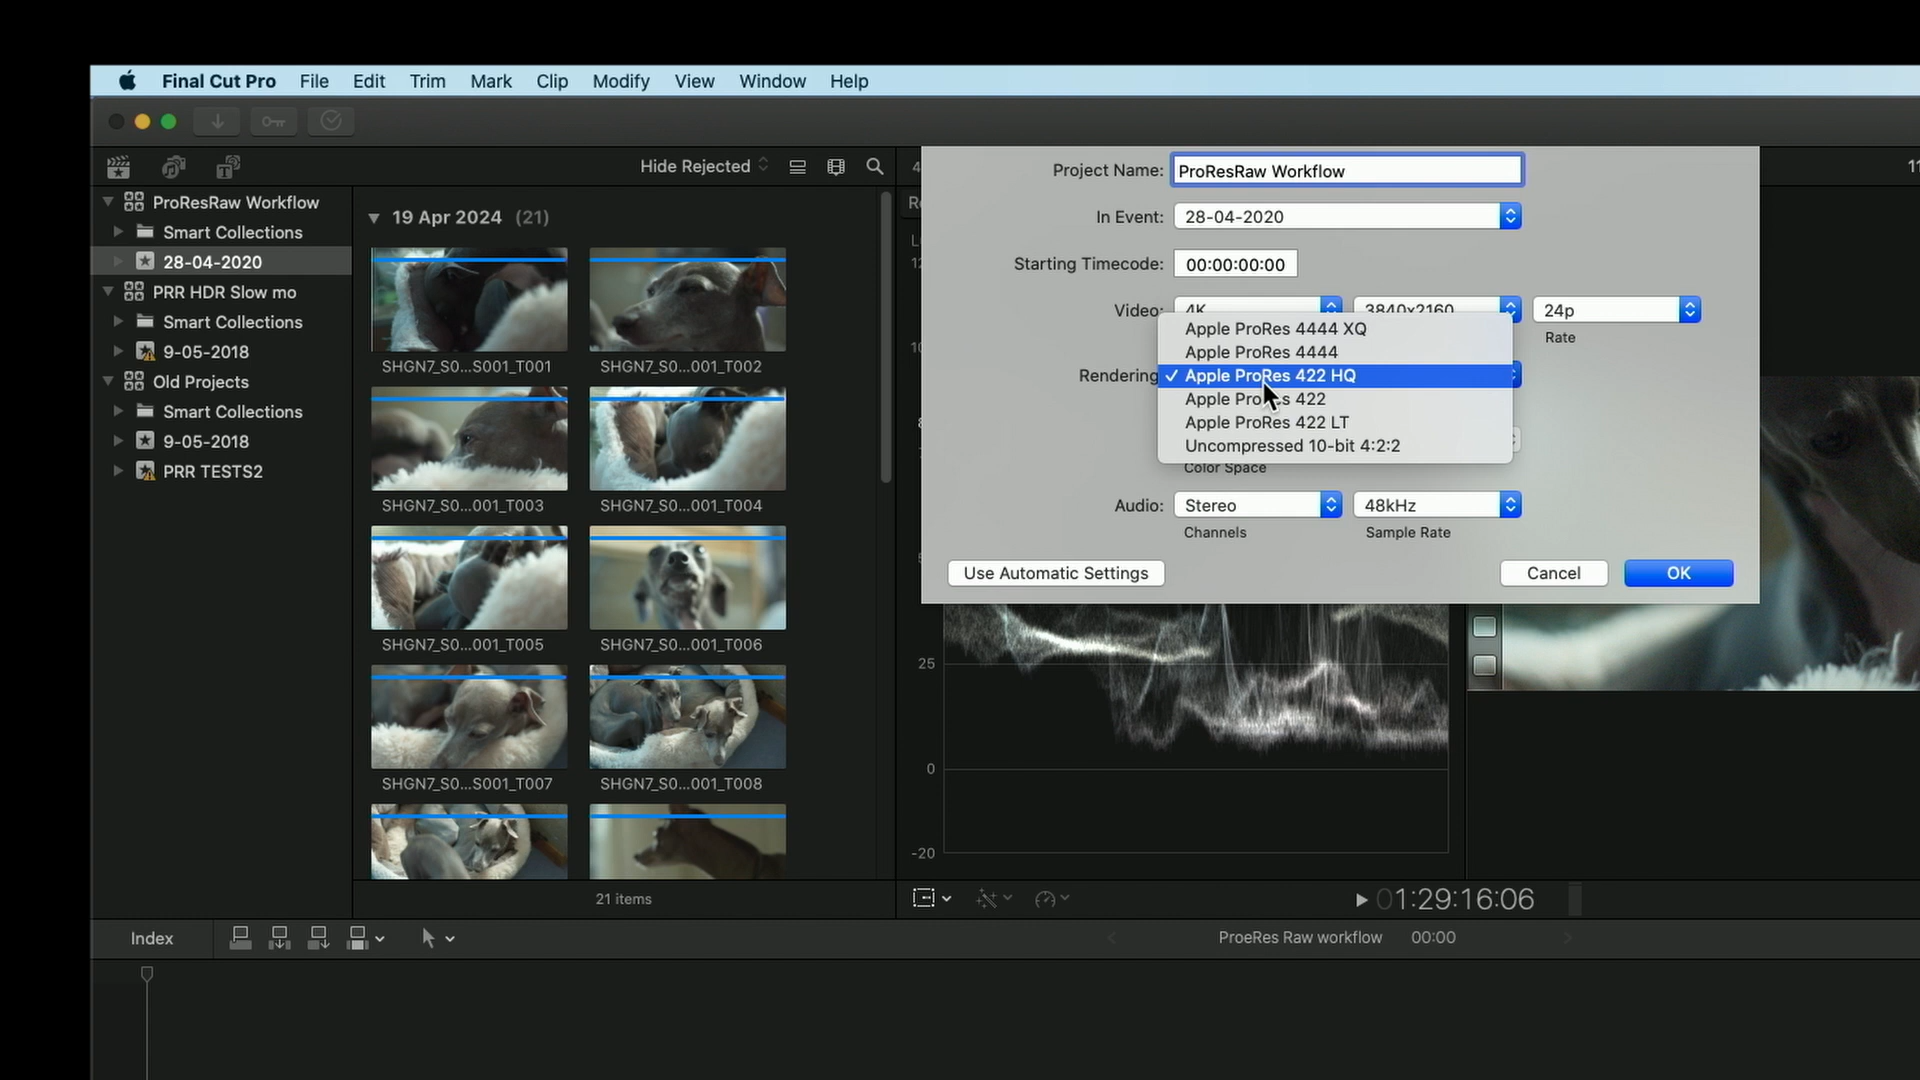 Final Cut Pro File Edit Trim Mark Clip Modify View Window Help
Hide Rejected
ProResRaw Workflow
Smart Collections
28-04-2020
PRR HDR Slow mo
Smart Collections
9-05-2018
Old Projects
Smart Collections
9-05-2018
PRR TESTS2
19 Apr 2024 (21)
SHGN7_S0...S001_T001
SHGN7_S0...001_T002
SHGN7_S0...001_T003
SHGN7_S0...001_T004
SHGN7_S0...001_T005
SHGN7_S0...001_T006
SHGN7_S0...S001_T007
SHGN7_S0...001_T008
21 items
Project Name: ProResRaw Workflow
In Event: 28-04-2020
Starting Timecode: 00:00:00:00
Video: 4K 3840x2160 24p
Rate
Rendering
Apple ProRes 4444 XQ
Apple ProRes 4444
✓ Apple ProRes 422 HQ
Apple ProRes 422
Apple ProRes 422 LT
Uncompressed 10-bit 4:2:2
Color Space
Audio: Stereo 48kHz
Channels Sample Rate
Use Automatic Settings Cancel OK
25
0
-20
01:29:16:06
Index
ProeRes Raw workflow 00:00